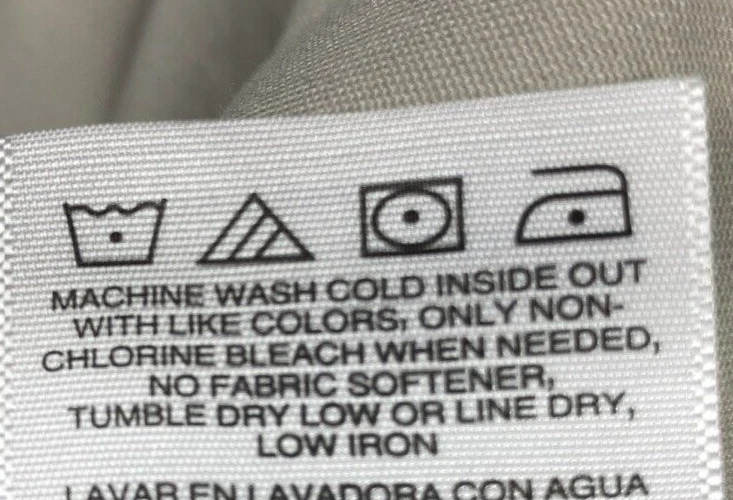 MACHINE WASH COLD INSIDE OUT
WITH LIKE COLORS, ONLY NON-
CHLORINE BLEACH WHEN NEEDED,
NO FABRIC SOFTENER,
TUMBLE DRY LOW OR LINE DRY,
LOW IRON
LAVAR EN LAVADORA CON AGUA